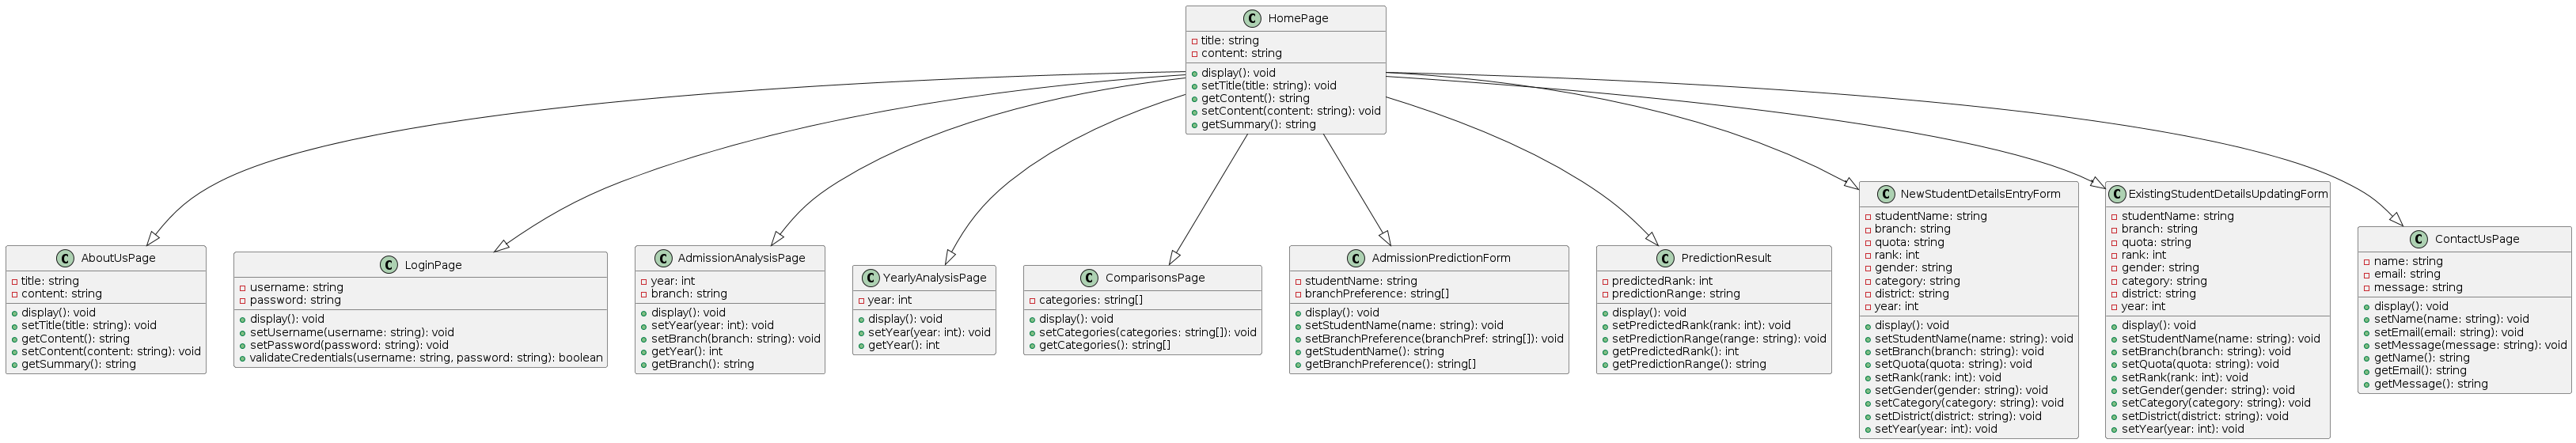 C HomePage
title: string
content: string
display(): void
setTitle(title: string): void
getContent(): string
setContent(content: string): void
getSummary(): string
C AboutUsPage
title: string
content: string
display(): void
setTitle(title: string): void
getContent(): string
setContent(content: string): void
getSummary(): string
C LoginPage
username: string
password: string
display(): void
setUsername(username: string): void
setPassword(password: string): void
validateCredentials(username: string, password: string): boolean
C AdmissionAnalysisPage
year: int
branch: string
display(): void
setYear(year: int): void
setBranch(branch: string): void
getYear(): int
getBranch(): string
C YearlyAnalysisPage
year: int
display(): void
setYear(year: int): void
getYear(): int
C ComparisonsPage
categories: string[]
display(): void
setCategories(categories: string[]): void
getCategories(): string[]
C AdmissionPredictionForm
studentName: string
branchPreference: string[]
display(): void
setStudentName(name: string): void
setBranchPreference(branchPref: string[]): void
getStudentName(): string
getBranchPreference(): string[]
C PredictionResult
predictedRank: int
predictionRange: string
display(): void
setPredictedRank(rank: int): void
setPredictionRange(range: string): void
getPredictedRank(): int
getPredictionRange(): string
C NewStudentDetailsEntryForm
studentName: string
branch: string
quota: string
rank: int
gender: string
category: string
district: string
year: int
display(): void
setStudentName(name: string): void
setBranch(branch: string): void
setQuota(quota: string): void
setRank(rank: int): void
setGender(gender: string): void
setCategory(category: string): void
setDistrict(district: string): void
setYear(year: int): void
C ExistingStudentDetailsUpdatingForm
studentName: string
branch: string
quota: string
rank: int
gender: string
category: string
district: string
year: int
display(): void
setStudentName(name: string): void
setBranch(branch: string): void
setQuota(quota: string): void
setRank(rank: int): void
setGender(gender: string): void
setCategory(category: string): void
setDistrict(district: string): void
setYear(year: int): void
C ContactUsPage
name: string
email: string
message: string
display(): void
setName(name: string): void
setEmail(email: string): void
setMessage(message: string): void
getName(): string
getEmail(): string
getMessage(): string